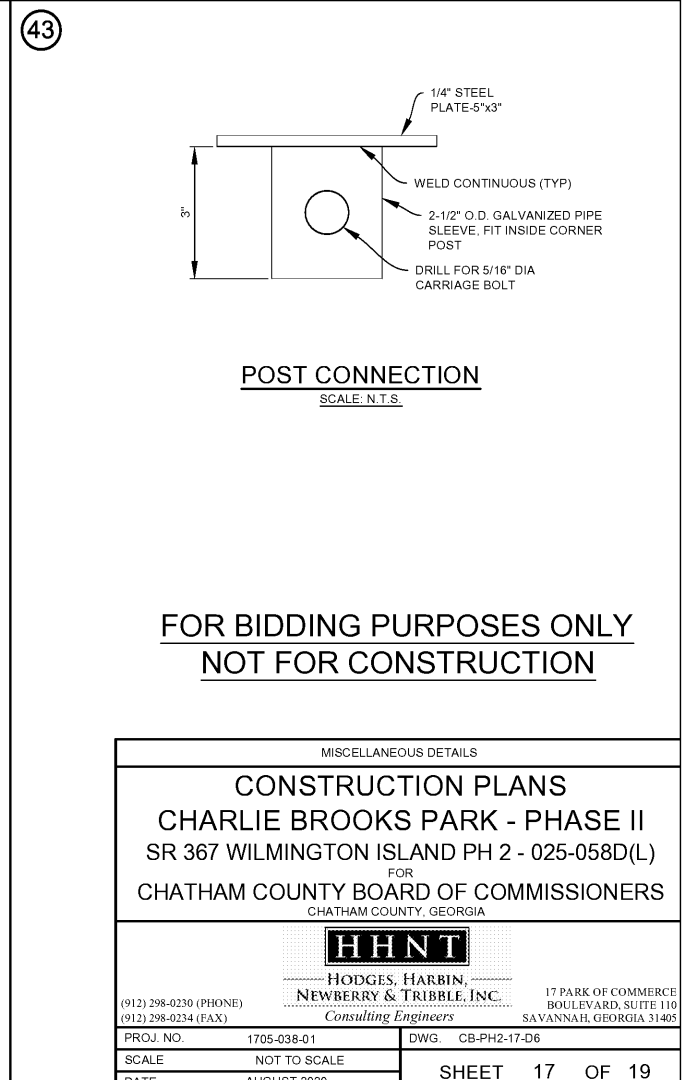 43
1/4" STEEL
PLATE-5"x3"
WELD CONTINUOUS (TYP)
3"
2-1/2" O.D. GALVANIZED PIPE
SLEEVE, FIT INSIDE CORNER
POST
DRILL FOR 5/16" DIA
CARRIAGE BOLT
POST CONNECTION
SCALE: N.T.S.
FOR BIDDING PURPOSES ONLY
NOT FOR CONSTRUCTION
MISCELLANEOUS DETAILS
CONSTRUCTION PLANS
CHARLIE BROOKS PARK - PHASE II
SR 367 WILMINGTON ISLAND PH 2 - 025-058D(L)
FOR
CHATHAM COUNTY BOARD OF COMMISSIONERS
CHATHAM COUNTY, GEORGIA
HHNT
HODGES, HARBIN,
NEWBERRY & TRIBBLE, INC.
Consulting Engineers
(912) 298-0230 (PHONE)
(912) 298-0234 (FAX)
17 PARK OF COMMERCE
BOULEVARD, SUITE 110
SAVANNAH, GEORGIA 31405
PROJ. NO. 1705-038-01 DWG. CB-PH2-17-D6
SCALE NOT TO SCALE
SHEET 17 OF 19
DATE AUGUST 2020